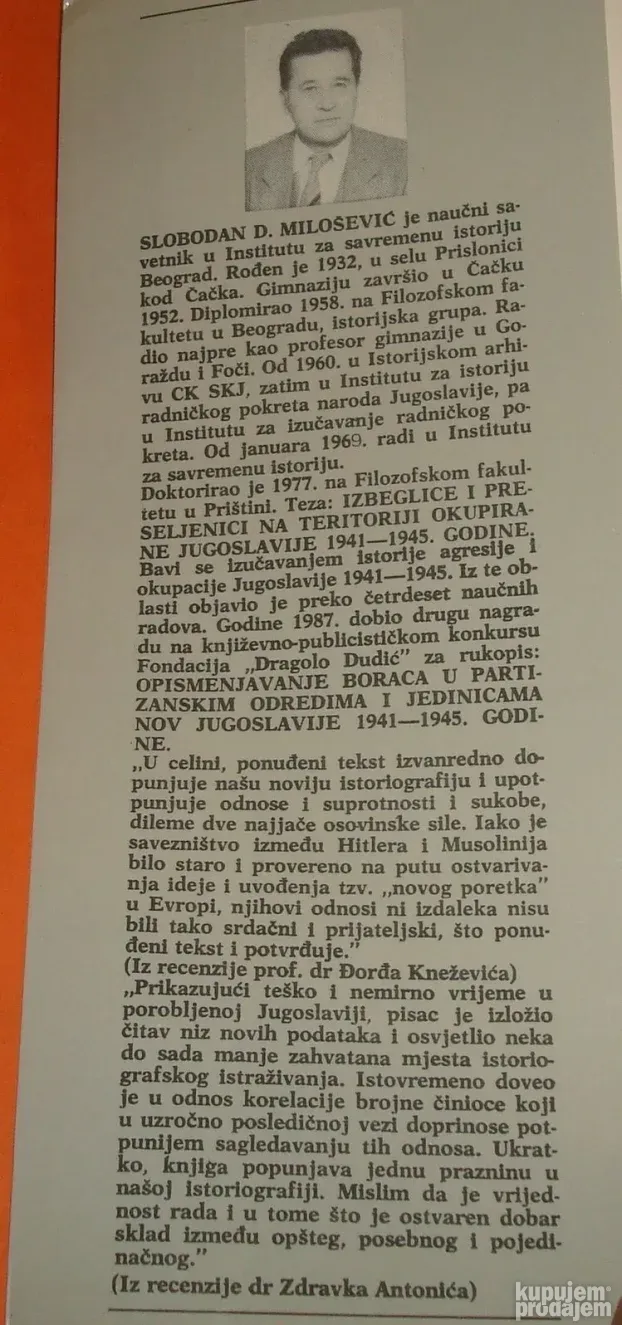 SLOBODAN D. MILOŠEVIĆ je naučni sa-
vetnik u Institutu za savremenu istoriju
Beograd. Rođen je 1932, u selu Prislonici
kod Čačka. Gimnaziju završio u Čačku
1952. Diplomirao 1958. na Filozofskom fa-
kultetu u Beogradu, istorijska grupa. Ra-
dio najpre kao profesor gimnazije u Go-
raždu i Foči. Od 1960. u Istorijskom arhi-
vu CK SKJ, zatim u Institutu za istoriju
radničkog pokreta naroda Jugoslavije, pa
u Institutu za izučavanje radničkog po-
kreta. Od januara 1969. radi u Institutu
za savremenu istoriju.
Doktorirao je 1977. na Filozofskom fakul-
tetu u Prištini. Teza: IZBEGLICE I PRE-
SELJENICI NA TERITORIJI OKUPIRA-
NE JUGOSLAVIJE 1941—1945. GODINE.
Bavi se izučavanjem istorije agresije i
okupacije Jugoslavije 1941—1945. Iz te ob-
lasti objavio je preko četrdeset naučnih
radova. Godine 1987. dobio drugu nagra-
du na književno-publicističkom konkursu
Fondacija „Dragolo Dudić” za rukopis:
OPISMENJAVANJE BORACA U PARTI-
ZANSKIM ODREDIMA I JEDINICAMA
NOV JUGOSLAVIJE 1941—1945. GODI-
NE.
„U celini, ponuđeni tekst izvanredno do-
punjuje našu noviju istoriografiju i upot-
punjuje odnose i suprotnosti i sukobe,
dileme dve najjače osovinske sile. Iako je
savezništvo između Hitlera i Musolinija
bilo staro i provereno na putu ostvariva-
nja ideje i uvođenja tzv. „novog poretka”
u Evropi, njihovi odnosi ni izdaleka nisu
bili tako srdačni i prijateljski, što ponu-
đeni tekst i potvrđuje.”
(Iz recenzije prof. dr Đorđa Kneževića)
„Prikazujući teško i nemirno vrijeme u
porobljenoj Jugoslaviji, pisac je izložio
čitav niz novih podataka i osvjetlio neka
do sada manje zahvatana mjesta istorio-
grafskog istraživanja. Istovremeno doveo
je u odnos korelacije brojne činioce koji
u uzročno posledičnoj vezi doprinose pot-
punijem sagledavanju tih odnosa. Ukrat-
ko, knjiga popunjava jednu prazninu u
našoj istoriografiji. Mislim da je vrijed-
nost rada i u tome što je ostvaren dobar
sklad između opšteg, posebnog i pojedi-
načnog.”
(Iz recenzije dr Zdravka Antonića)
kupujem
prodajem